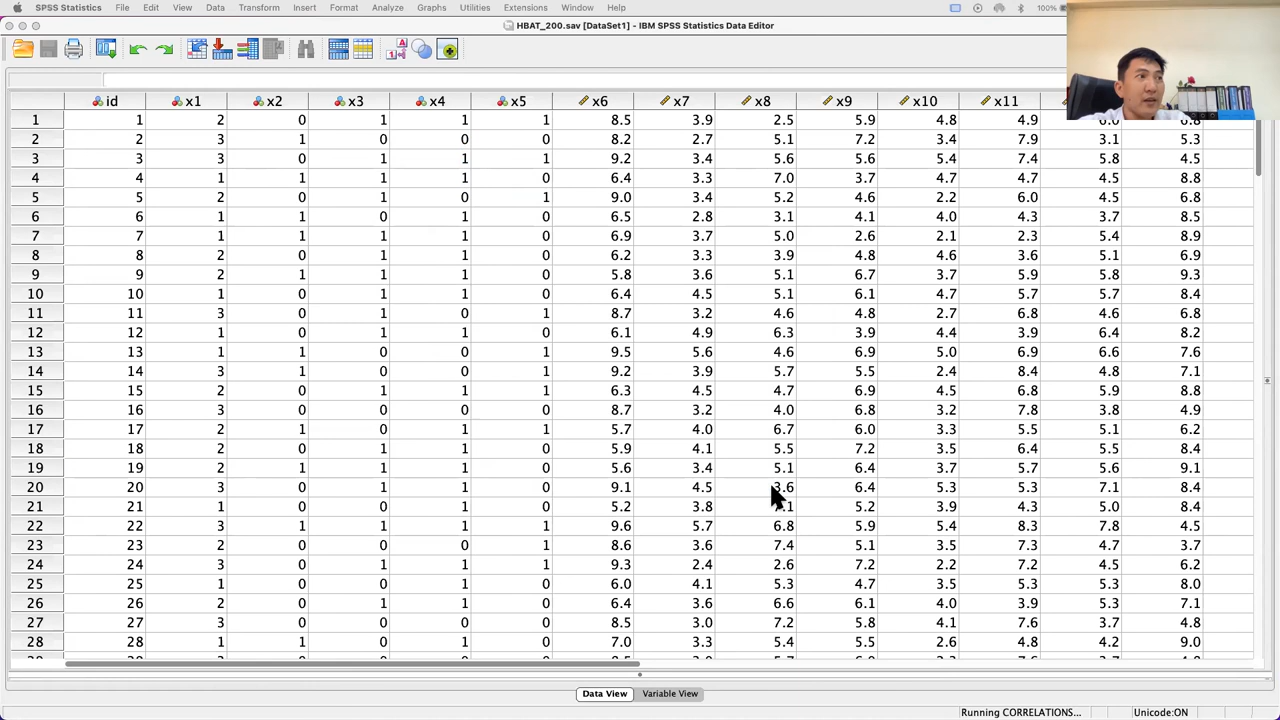 SPSS Statistics File Edit View Data Transform Insert Format Analyze Graphs Utilities Extensions Window Help 100%
HBAT_200.sav [DataSet1] - IBM SPSS Statistics Data Editor
id x1 x2 x3 x4 x5 x6 x7 x8 x9 x10 x11
1 1 2 0 1 1 1 8.5 3.9 2.5 5.9 4.8 4.9 6.0 6.8
2 2 3 1 0 0 0 8.2 2.7 5.1 7.2 3.4 7.9 3.1 5.3
3 3 3 0 1 1 1 9.2 3.4 5.6 5.6 5.4 7.4 5.8 4.5
4 4 1 1 1 1 0 6.4 3.3 7.0 3.7 4.7 4.7 4.5 8.8
5 5 2 0 1 0 1 9.0 3.4 5.2 4.6 2.2 6.0 4.5 6.8
6 6 1 1 0 1 0 6.5 2.8 3.1 4.1 4.0 4.3 3.7 8.5
7 7 1 1 1 1 0 6.9 3.7 5.0 2.6 2.1 2.3 5.4 8.9
8 8 2 0 1 1 0 6.2 3.3 3.9 4.8 4.6 3.6 5.1 6.9
9 9 2 1 1 1 0 5.8 3.6 5.1 6.7 3.7 5.9 5.8 9.3
10 10 1 0 1 1 0 6.4 4.5 5.1 6.1 4.7 5.7 5.7 8.4
11 11 3 0 1 0 1 8.7 3.2 4.6 4.8 2.7 6.8 4.6 6.8
12 12 1 0 1 1 0 6.1 4.9 6.3 3.9 4.4 3.9 6.4 8.2
13 13 1 1 0 0 1 9.5 5.6 4.6 6.9 5.0 6.9 6.6 7.6
14 14 3 1 0 0 1 9.2 3.9 5.7 5.5 2.4 8.4 4.8 7.1
15 15 2 0 1 1 1 6.3 4.5 4.7 6.9 4.5 6.8 5.9 8.8
16 16 3 0 0 0 0 8.7 3.2 4.0 6.8 3.2 7.8 3.8 4.9
17 17 2 1 0 1 0 5.7 4.0 6.7 6.0 3.3 5.5 5.1 6.2
18 18 2 0 1 1 0 5.9 4.1 5.5 7.2 3.5 6.4 5.5 8.4
19 19 2 1 1 1 0 5.6 3.4 5.1 6.4 3.7 5.7 5.6 9.1
20 20 3 0 1 1 0 9.1 4.5 3.6 6.4 5.3 5.3 7.1 8.4
21 21 1 0 0 1 0 5.2 3.8 .1 5.2 3.9 4.3 5.0 8.4
22 22 3 1 1 1 1 9.6 5.7 6.8 5.9 5.4 8.3 7.8 4.5
23 23 2 0 0 0 1 8.6 3.6 7.4 5.1 3.5 7.3 4.7 3.7
24 24 3 0 1 1 1 9.3 2.4 2.6 7.2 2.2 7.2 4.5 6.2
25 25 1 0 0 1 0 6.0 4.1 5.3 4.7 3.5 5.3 5.3 8.0
26 26 2 0 1 1 0 6.4 3.6 6.6 6.1 4.0 3.9 5.3 7.1
27 27 3 0 0 0 0 8.5 3.0 7.2 5.8 4.1 7.6 3.7 4.8
28 28 1 1 0 1 0 7.0 3.3 5.4 5.5 2.6 4.8 4.2 9.0
Data View Variable View
Running CORRELATIONS... Unicode:ON